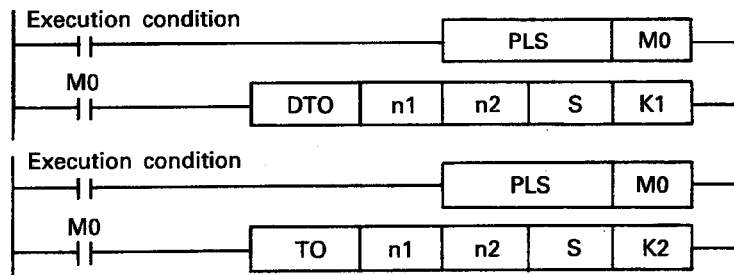 Execution condition
PLS M0
M0
DTO n1 n2 S K1
Execution condition
PLS M0
M0
TO n1 n2 S K2